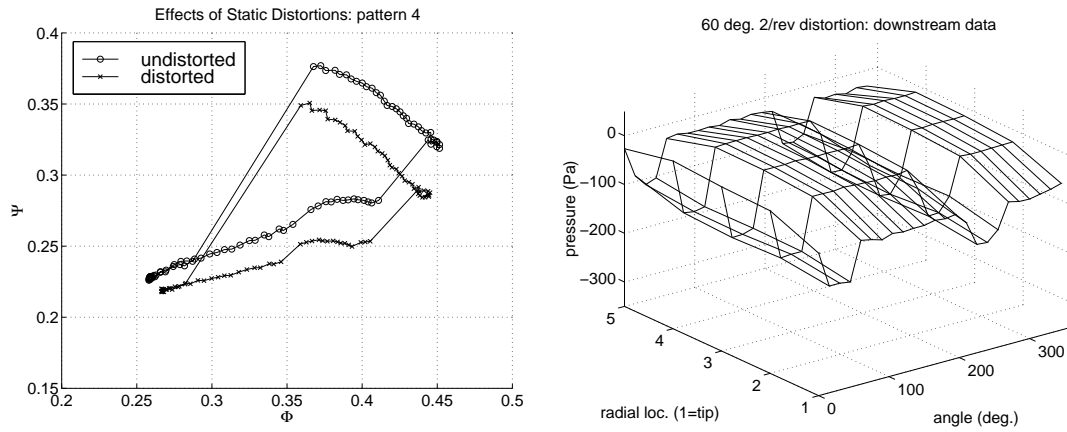 Effects of Static Distortions: pattern 4
0.4
0.35
0.3
0.25
0.2
0.15
Ψ
undistorted
distorted
0.2 0.25 0.3 0.35 0.4 0.45 0.5
Φ
60 deg. 2/rev distortion: downstream data
0
−100
−200
−300
pressure (Pa)
5
4
3
2
1
radial loc. (1=tip)
0
100
200
300
angle (deg.)